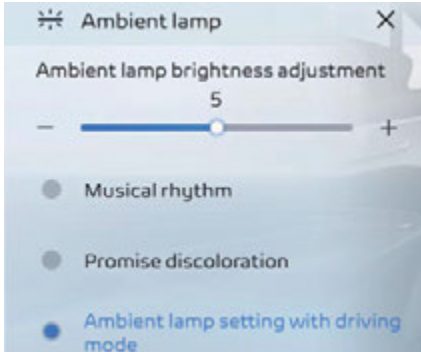 Ambient lamp
Ambient lamp brightness adjustment
5
Musical rhythm
Promise discoloration
Ambient lamp setting with driving
mode